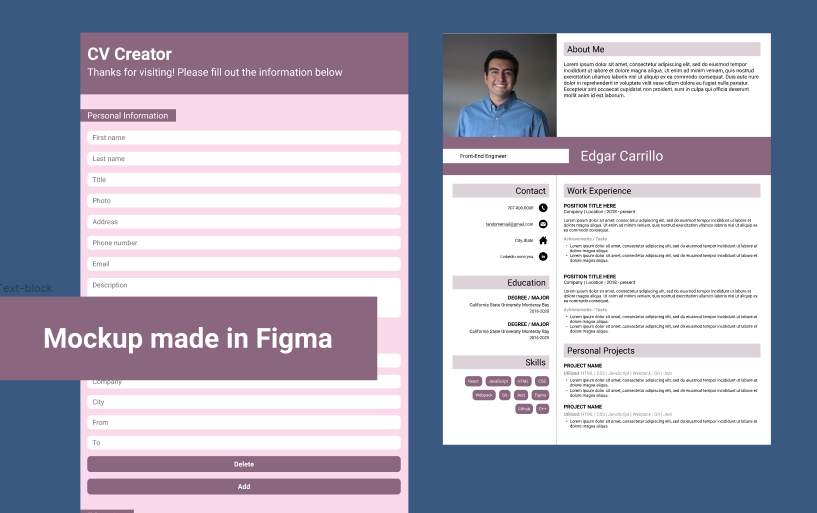 CV Creator
Thanks for visiting! Please fill out the information below
Personal Information
First name
Last name
Title
Photo
Address
Phone number
Email
Description
Text-block
Mockup made in Figma
Company
City
From
To
Delete
Add
About Me
Lorem ipsum dolor sit amet, consectetur adipiscing elit, sed do eiusmod tempor
incididunt ut labore et dolore magna aliqua. Ut enim ad minim veniam, quis nostrud
exercitation ullamco laboris nisi ut aliquip ex ea commodo consequat. Duis aute irure
dolor in reprehenderit in voluptate velit esse cillum dolore eu fugiat nulla pariatur.
Excepteur sint occaecat cupidatat non proident, sunt in culpa qui officia deserunt
mollit anim id est laborum.
Front-End Engineer
Edgar Carrillo
Contact
707-000-0000
randomemail@gmail.com
City, State
Linkedin.com/you
Education
DEGREE / MAJOR
California State University Monterey Bay
2016-2020
DEGREE / MAJOR
California State University Monterey Bay
2016-2020
Skills
React JavaScript HTML CSS
Webpack Git Jest Figma
Github C++
Work Experience
POSITION TITLE HERE
Company | Location | 2018 - present
Lorem ipsum dolor sit amet, consectetur adipiscing elit, sed do eiusmod tempor incididunt ut labore et
dolore magna aliqua. Ut enim ad minim veniam, quis nostrud exercitation ullamco laboris nisi ut aliquip ex
ea commodo consequat.
Achievements / Tasks
• Lorem ipsum dolor sit amet, consectetur adipiscing elit, sed do eiusmod tempor incididunt ut labore et
dolore magna aliqua.
• Lorem ipsum dolor sit amet, consectetur adipiscing elit, sed do eiusmod tempor incididunt ut labore et
dolore magna aliqua.
POSITION TITLE HERE
Company | Location | 2018 - present
Lorem ipsum dolor sit amet, consectetur adipiscing elit, sed do eiusmod tempor incididunt ut labore et
dolore magna aliqua. Ut enim ad minim veniam, quis nostrud exercitation ullamco laboris nisi ut aliquip ex
ea commodo consequat.
Achievements / Tasks
• Lorem ipsum dolor sit amet, consectetur adipiscing elit, sed do eiusmod tempor incididunt ut labore et
dolore magna aliqua.
• Lorem ipsum dolor sit amet, consectetur adipiscing elit, sed do eiusmod tempor incididunt ut labore et
dolore magna aliqua.
Personal Projects
PROJECT NAME
Utilized: HTML | CSS | JavaScript | Webpack | Git | Jest
• Lorem ipsum dolor sit amet, consectetur adipiscing elit, sed do eiusmod tempor incididunt ut labore et
dolore magna aliqua.
• Lorem ipsum dolor sit amet, consectetur adipiscing elit, sed do eiusmod tempor incididunt ut labore et
dolore magna aliqua.
PROJECT NAME
Utilized: HTML | CSS | JavaScript | Webpack | Git | Jest
• Lorem ipsum dolor sit amet, consectetur adipiscing elit, sed do eiusmod tempor incididunt ut labore et
dolore magna aliqua.